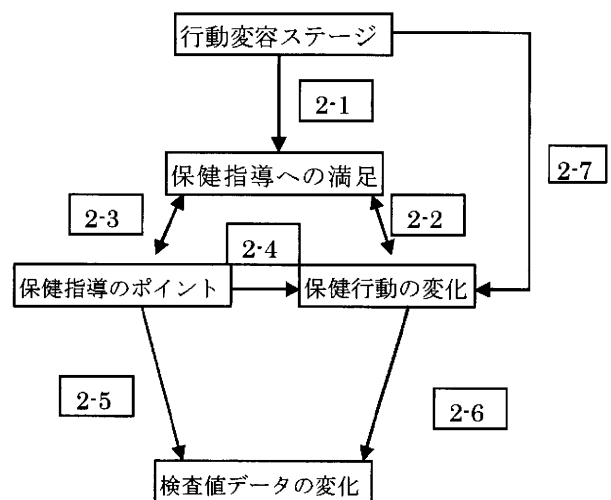 行動変容ステージ
2-1
保健指導への満足
2-7
2-3
2-2
2-4
保健指導のポイント
保健行動の変化
2-5
2-6
検査値データの変化